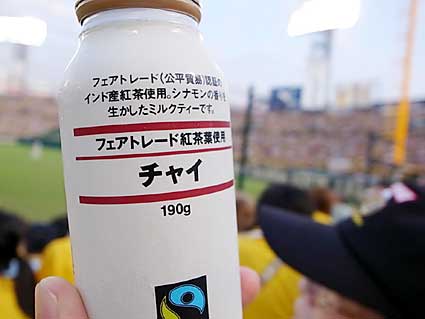 フェアトレード(公平貿易)認証の
インド産紅茶使用。シナモンの香りを
生かしたミルクティーです。
フェアトレード紅茶葉使用
チャイ
190g